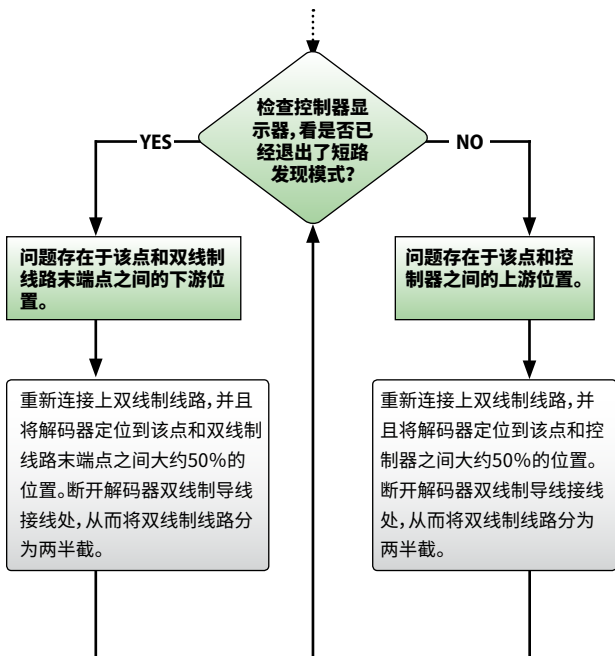 检查控制器显
示器，看是否已
经退出了短路
发现模式？
YES
NO
问题存在于该点和双线制
线路末端点之间的下游位
置。
问题存在于该点和控
制器之间的上游位置。
重新连接上双线制线路，并且
将解码器定位到该点和双线制
线路末端点之间大约50%的
位置。断开解码器双线制导线
接线处，从而将双线制线路分
为两半截。
重新连接上双线制线路，并
且将解码器定位到该点和控
制器之间大约50%的位置。
断开解码器双线制导线接线
处，从而将双线制线路分为
两半截。